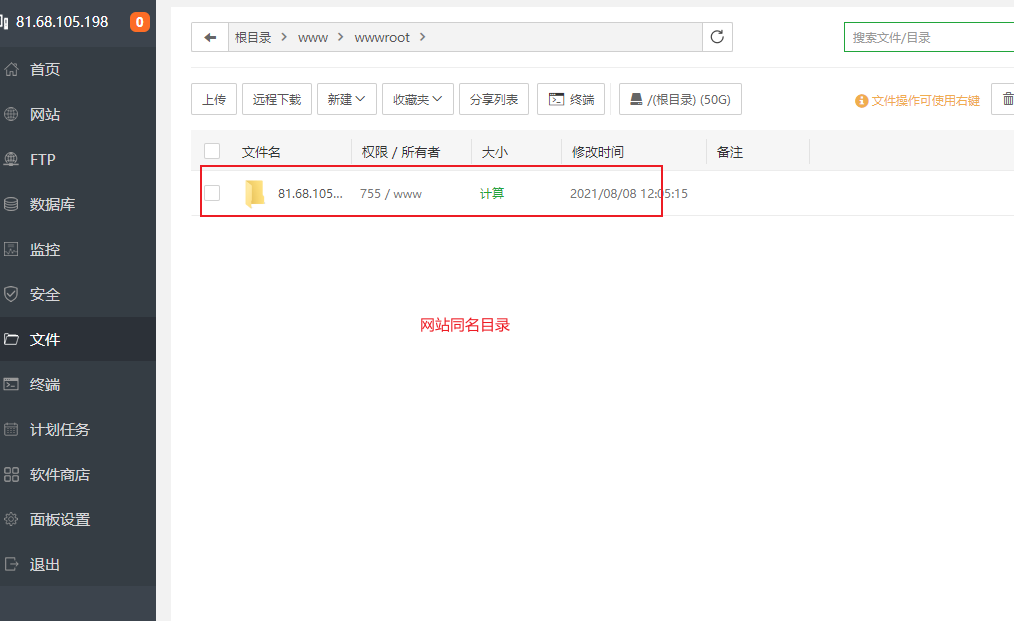 81.68.105.198 0
根目录 > www > wwwroot >
搜索文件/目录
首页
网站
FTP
数据库
监控
安全
文件
终端
计划任务
软件商店
面板设置
退出
上传 远程下载 新建 收藏夹 分享列表 终端 /(根目录) (50G) 文件操作可使用右键
文件名 权限 / 所有者 大小 修改时间 备注
81.68.105... 755 / www 计算 2021/08/08 12:05:15
网站同名目录